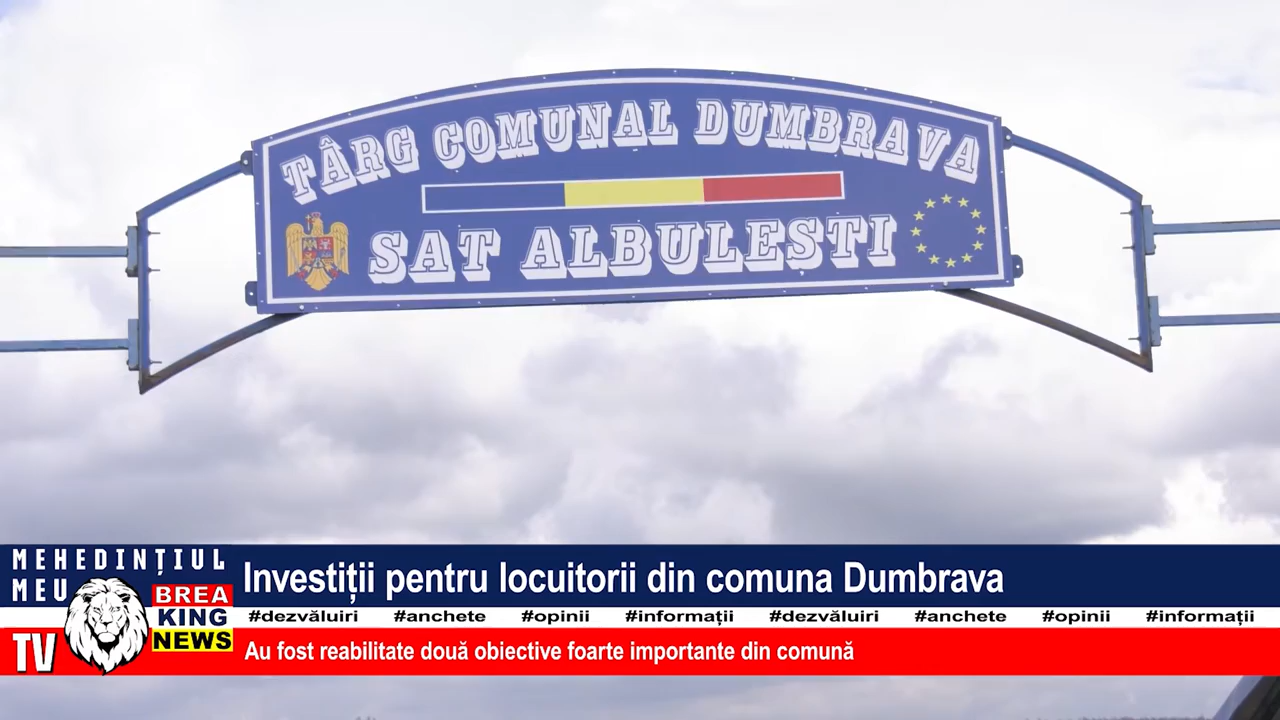 TÂRG COMUNAL DUMBRAVA
SAT ALBULESTI
MEHEDINȚIUL
MEU
TV
BREA
KING
NEWS
Investiții pentru locuitorii din comuna Dumbrava
#dezvăluiri #anchete #opinii #informații #dezvăluiri #anchete #opinii #informații
Au fost reabilitate două obiective foarte importante din comună